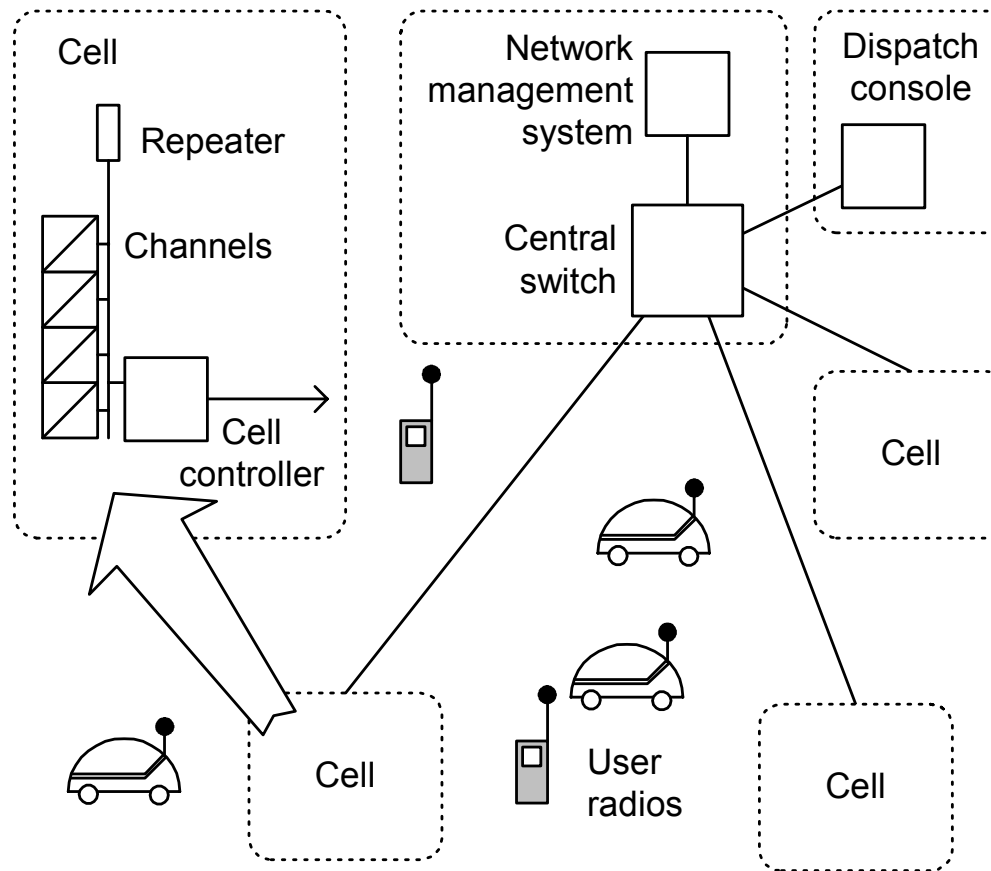 Cell
Repeater
Channels
Cell
controller
Network
management
system
Central
switch
Dispatch
console
Cell
Cell
User
radios
Cell